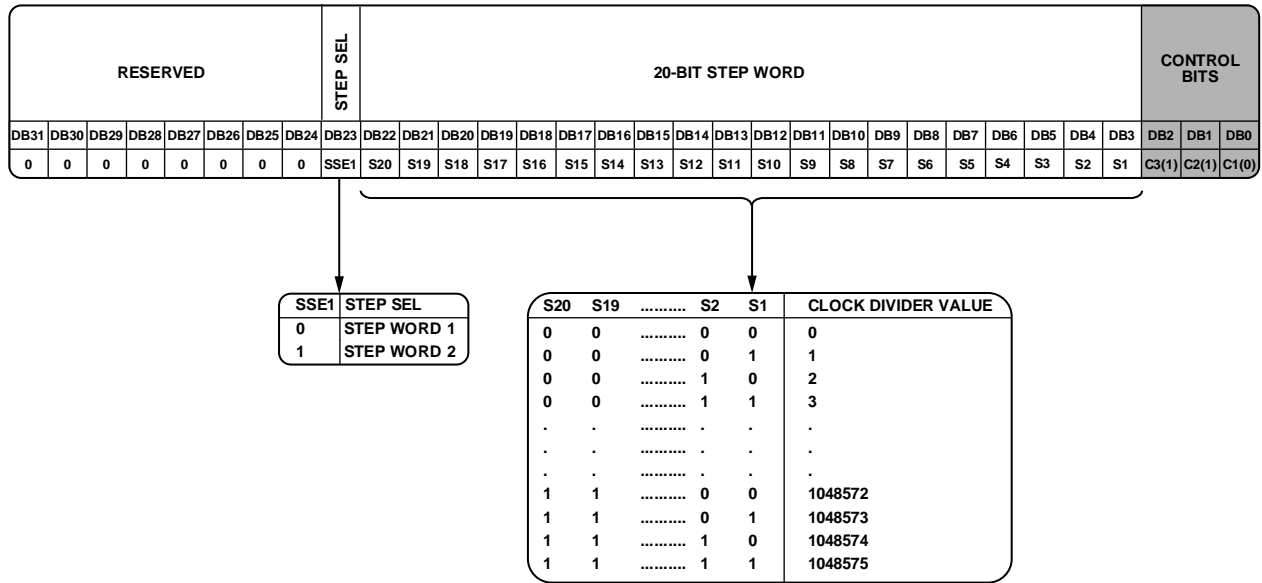 RESERVED STEP SEL 20-BIT STEP WORD CONTROL BITS
DB31 DB30 DB29 DB28 DB27 DB26 DB25 DB24 DB23 DB22 DB21 DB20 DB19 DB18 DB17 DB16 DB15 DB14 DB13 DB12 DB11 DB10 DB9 DB8 DB7 DB6 DB5 DB4 DB3 DB2 DB1 DB0
0 0 0 0 0 0 0 0 SSE1 S20 S19 S18 S17 S16 S15 S14 S13 S12 S11 S10 S9 S8 S7 S6 S5 S4 S3 S2 S1 C3(1) C2(1) C1(0)
SSE1 STEP SEL
0 STEP WORD 1
1 STEP WORD 2
S20 S19 .......... S2 S1 CLOCK DIVIDER VALUE
0 0 .......... 0 0 0
0 0 .......... 0 1 1
0 0 .......... 1 0 2
0 0 .......... 1 1 3
. . .......... . . .
. . .......... . . .
. . .......... . . .
1 1 .......... 0 0 1048572
1 1 .......... 0 1 1048573
1 1 .......... 1 0 1048574
1 1 .......... 1 1 1048575